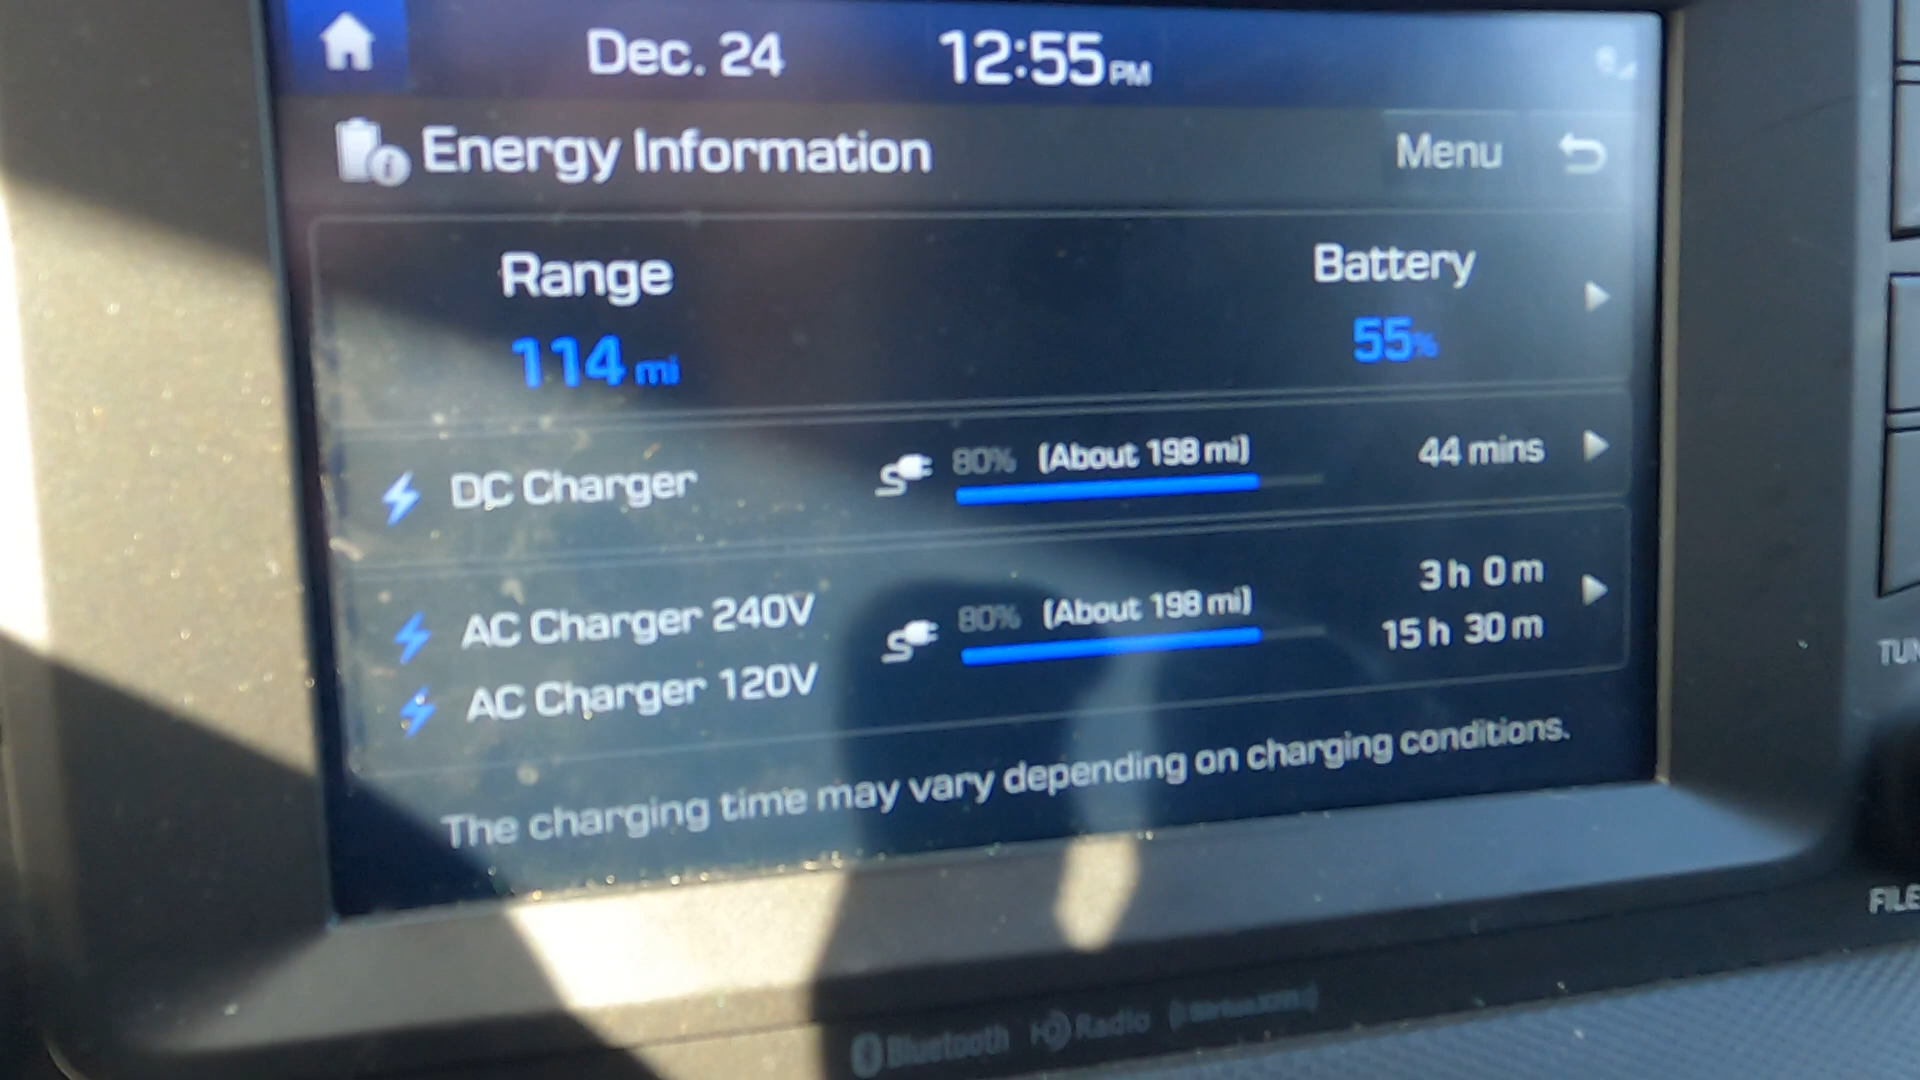 Dec. 24 12:55 PM
Energy Information Menu
Range Battery
114 mi 55%
DC Charger 80% (About 198 mi) 44 mins
AC Charger 240V 80% (About 198 mi) 3 h 0 m
AC Charger 120V 15 h 30 m
The charging time may vary depending on charging conditions.
TUN
FILE
Bluetooth HD Radio (SiriusXM)